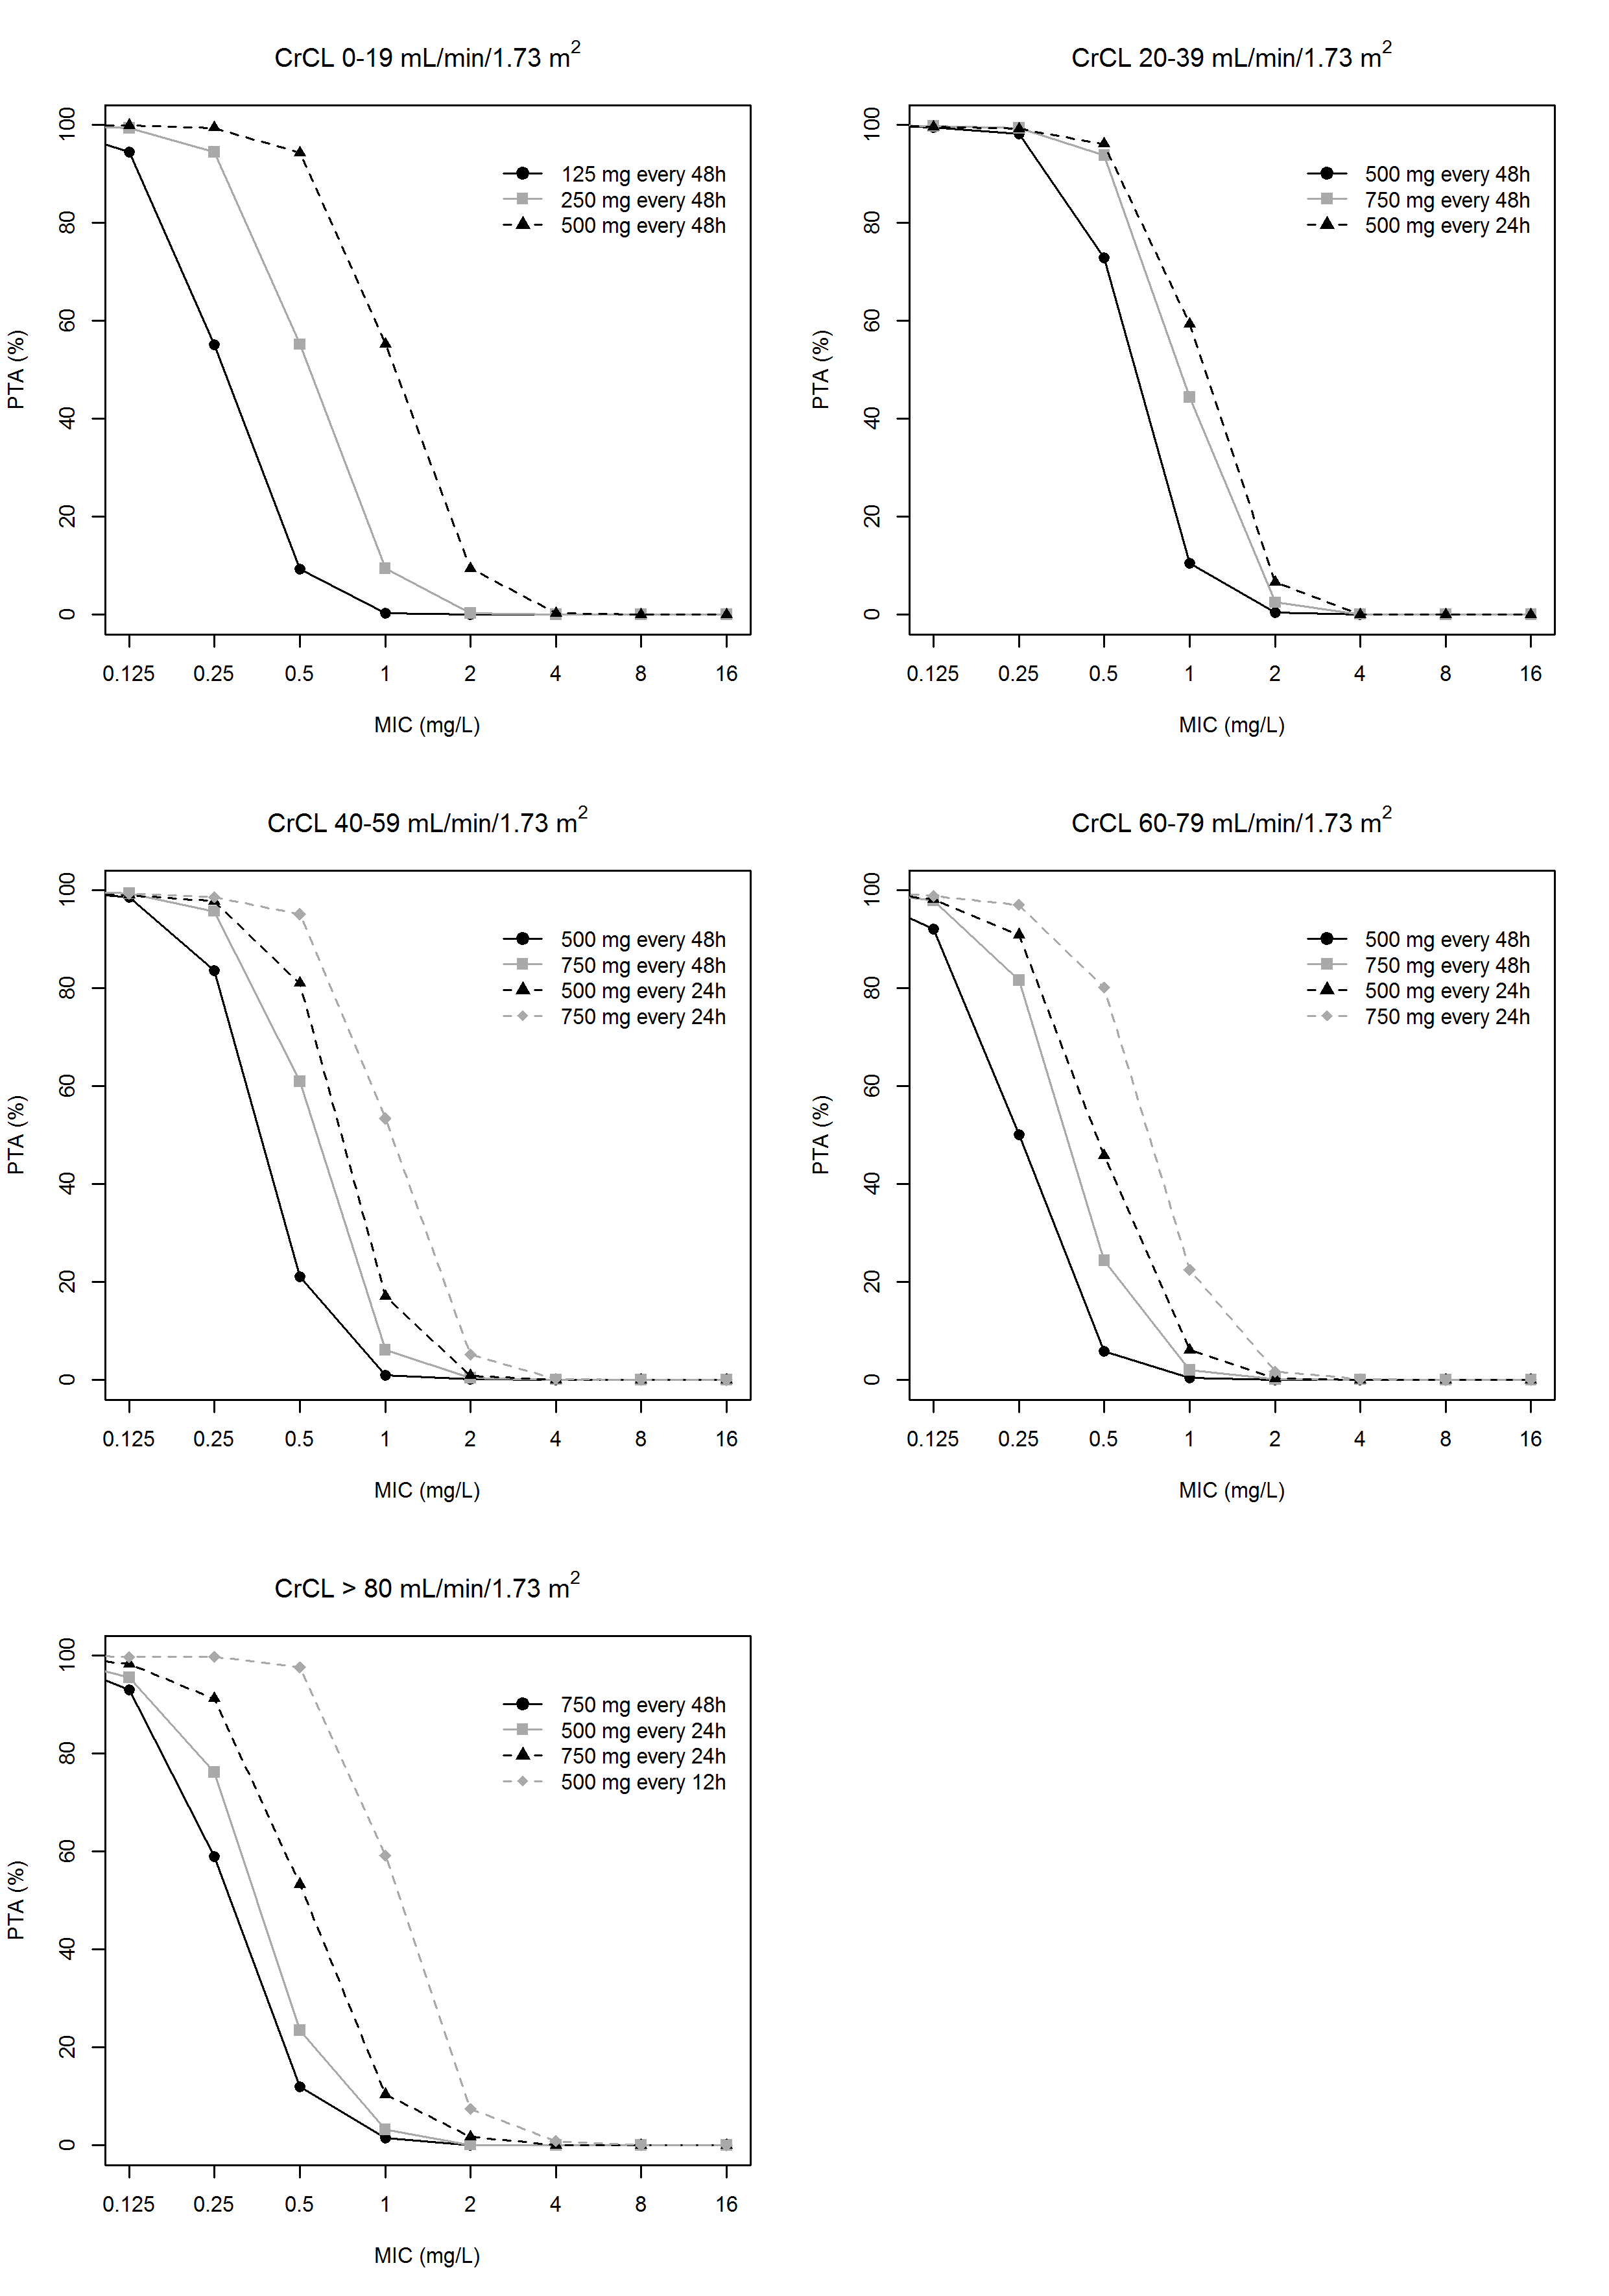 CrCL 0-19 mL/min/1.73 m2
PTA (%)
100
80
60
40
20
0
125 mg every 48h
250 mg every 48h
500 mg every 48h
0.125 0.25 0.5 1 2 4 8 16
MIC (mg/L)
CrCL 20-39 mL/min/1.73 m2
PTA (%)
100
80
60
40
20
0
500 mg every 48h
750 mg every 48h
500 mg every 24h
0.125 0.25 0.5 1 2 4 8 16
MIC (mg/L)
CrCL 40-59 mL/min/1.73 m2
PTA (%)
100
80
60
40
20
0
500 mg every 48h
750 mg every 48h
500 mg every 24h
750 mg every 24h
0.125 0.25 0.5 1 2 4 8 16
MIC (mg/L)
CrCL 60-79 mL/min/1.73 m2
PTA (%)
100
80
60
40
20
0
500 mg every 48h
750 mg every 48h
500 mg every 24h
750 mg every 24h
0.125 0.25 0.5 1 2 4 8 16
MIC (mg/L)
CrCL > 80 mL/min/1.73 m2
PTA (%)
100
80
60
40
20
0
750 mg every 48h
500 mg every 24h
750 mg every 24h
500 mg every 12h
0.125 0.25 0.5 1 2 4 8 16
MIC (mg/L)